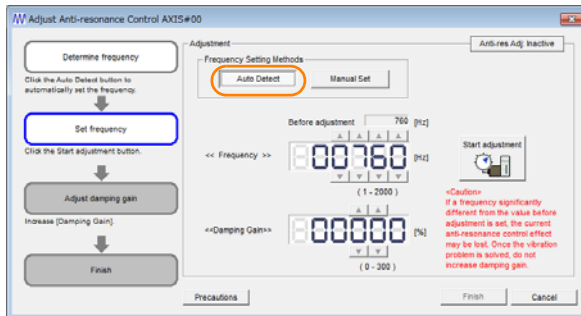 Adjust Anti-resonance Control AXIS#00
Determine frequency
Click the Auto Detect button to
automatically set the frequency.
Set frequency
Click the Start adjustment button.
Adjust damping gain
Increase [Damping Gain].
Finish
Adjustment
Anti-res Adj: Inactive
Frequency Setting Methods
Auto Detect
Manual Set
Before adjustment 760 [Hz]
<< Frequency >> 00760 [Hz]
( 1 - 2000 )
<<Damping Gain>> 00000 [%]
( 0 - 300 )
Start adjustment
<Caution>
If a frequency significantly
different from the value before
adjustment is set, the current
anti-resonance control effect
may be lost. Once the vibration
problem is solved, do not
increase damping gain.
Precautions
Finish
Cancel